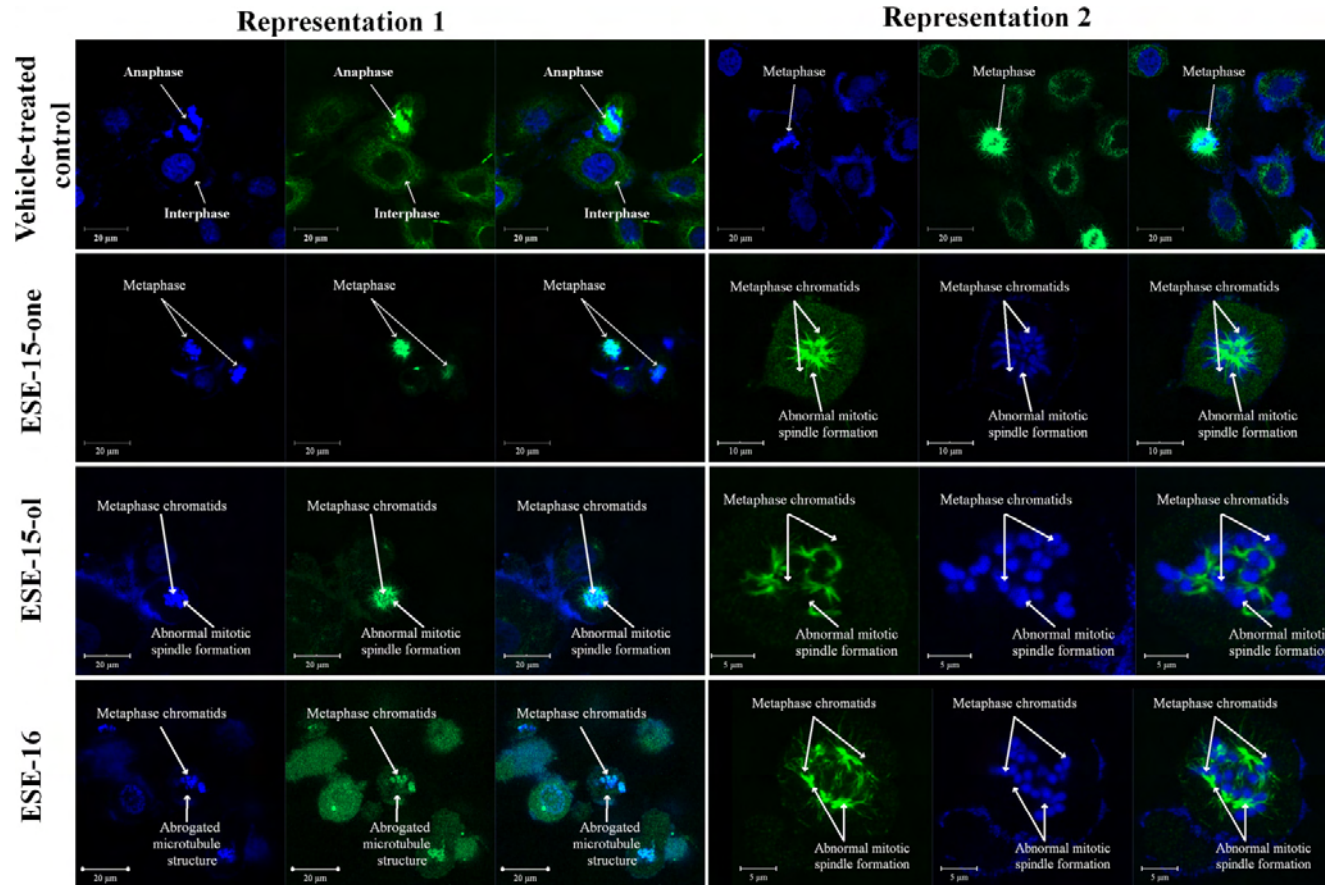 Representation 1
Representation 2
Vehicle-treated
control
Anaphase
Interphase
20 µm
Anaphase
Interphase
20 µm
Anaphase
Interphase
20 µm
Metaphase
20 µm
Metaphase
20 µm
Metaphase
20 µm
ESE-15-one
Metaphase
20 µm
Metaphase
20 µm
Metaphase
20 µm
Metaphase chromatids
Abnormal mitotic
spindle formation
10 µm
Metaphase chromatids
Abnormal mitotic
spindle formation
10 µm
Metaphase chromatids
Abnormal mitotic
spindle formation
10 µm
ESE-15-ol
Metaphase chromatids
Abnormal mitotic
spindle formation
20 µm
Metaphase chromatids
Abnormal mitotic
spindle formation
20 µm
Metaphase chromatids
Abnormal mitotic
spindle formation
20 µm
Metaphase chromatids
Abnormal mitotic
spindle formation
5 µm
Metaphase chromatids
Abnormal mitotic
spindle formation
5 µm
Metaphase chromatids
Abnormal mitotic
spindle formation
5 µm
ESE-16
Metaphase chromatids
Abrogated
microtubule
structure
20 µm
Metaphase chromatids
Abrogated
microtubule
structure
20 µm
Metaphase chromatids
Abrogated
microtubule
structure
20 µm
Metaphase chromatids
Abnormal mitotic
spindle formation
5 µm
Metaphase chromatids
Abnormal mitotic
spindle formation
5 µm
Metaphase chromatids
Abnormal mitotic
spindle formation
5 µm